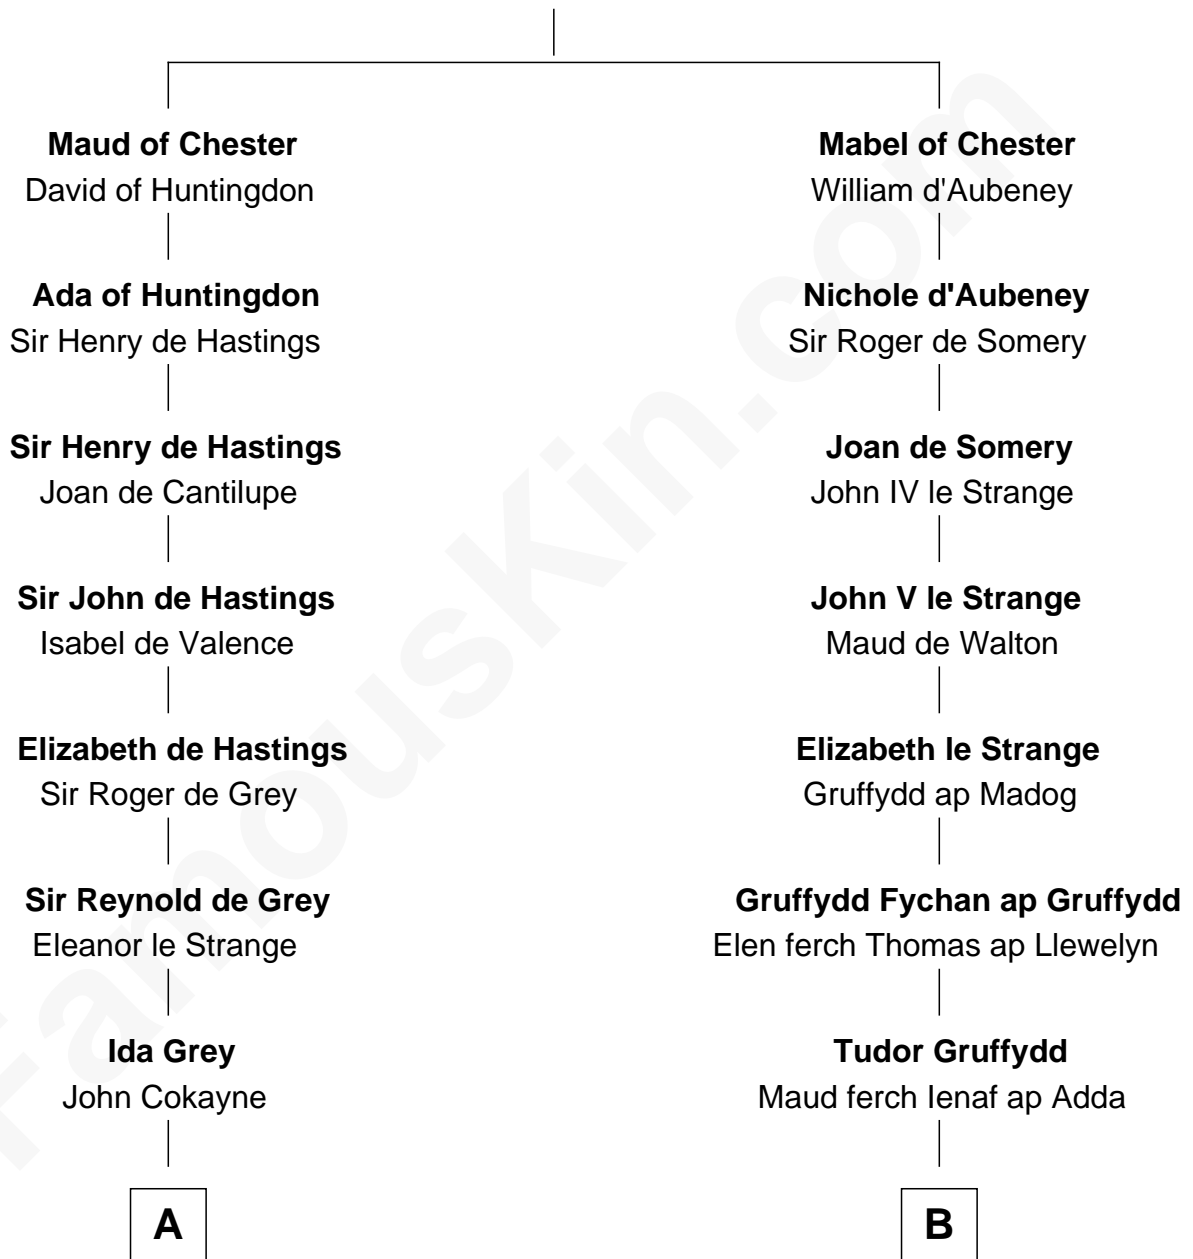 Maud of Chester
David of Huntingdon
Ada of Huntingdon
Sir Henry de Hastings
Sir Henry de Hastings
Joan de Cantilupe
Sir John de Hastings
Isabel de Valence
Elizabeth de Hastings
Sir Roger de Grey
Sir Reynold de Grey
Eleanor le Strange
Ida Grey
John Cokayne
A
Mabel of Chester
William d'Aubeney
Nichole d'Aubeney
Sir Roger de Somery
Joan de Somery
John IV le Strange
John V le Strange
Maud de Walton
Elizabeth le Strange
Gruffydd ap Madog
Gruffydd Fychan ap Gruffydd
Elen ferch Thomas ap Llewelyn
Tudor Gruffydd
Maud ferch Ienaf ap Adda
B
FamousKin.com